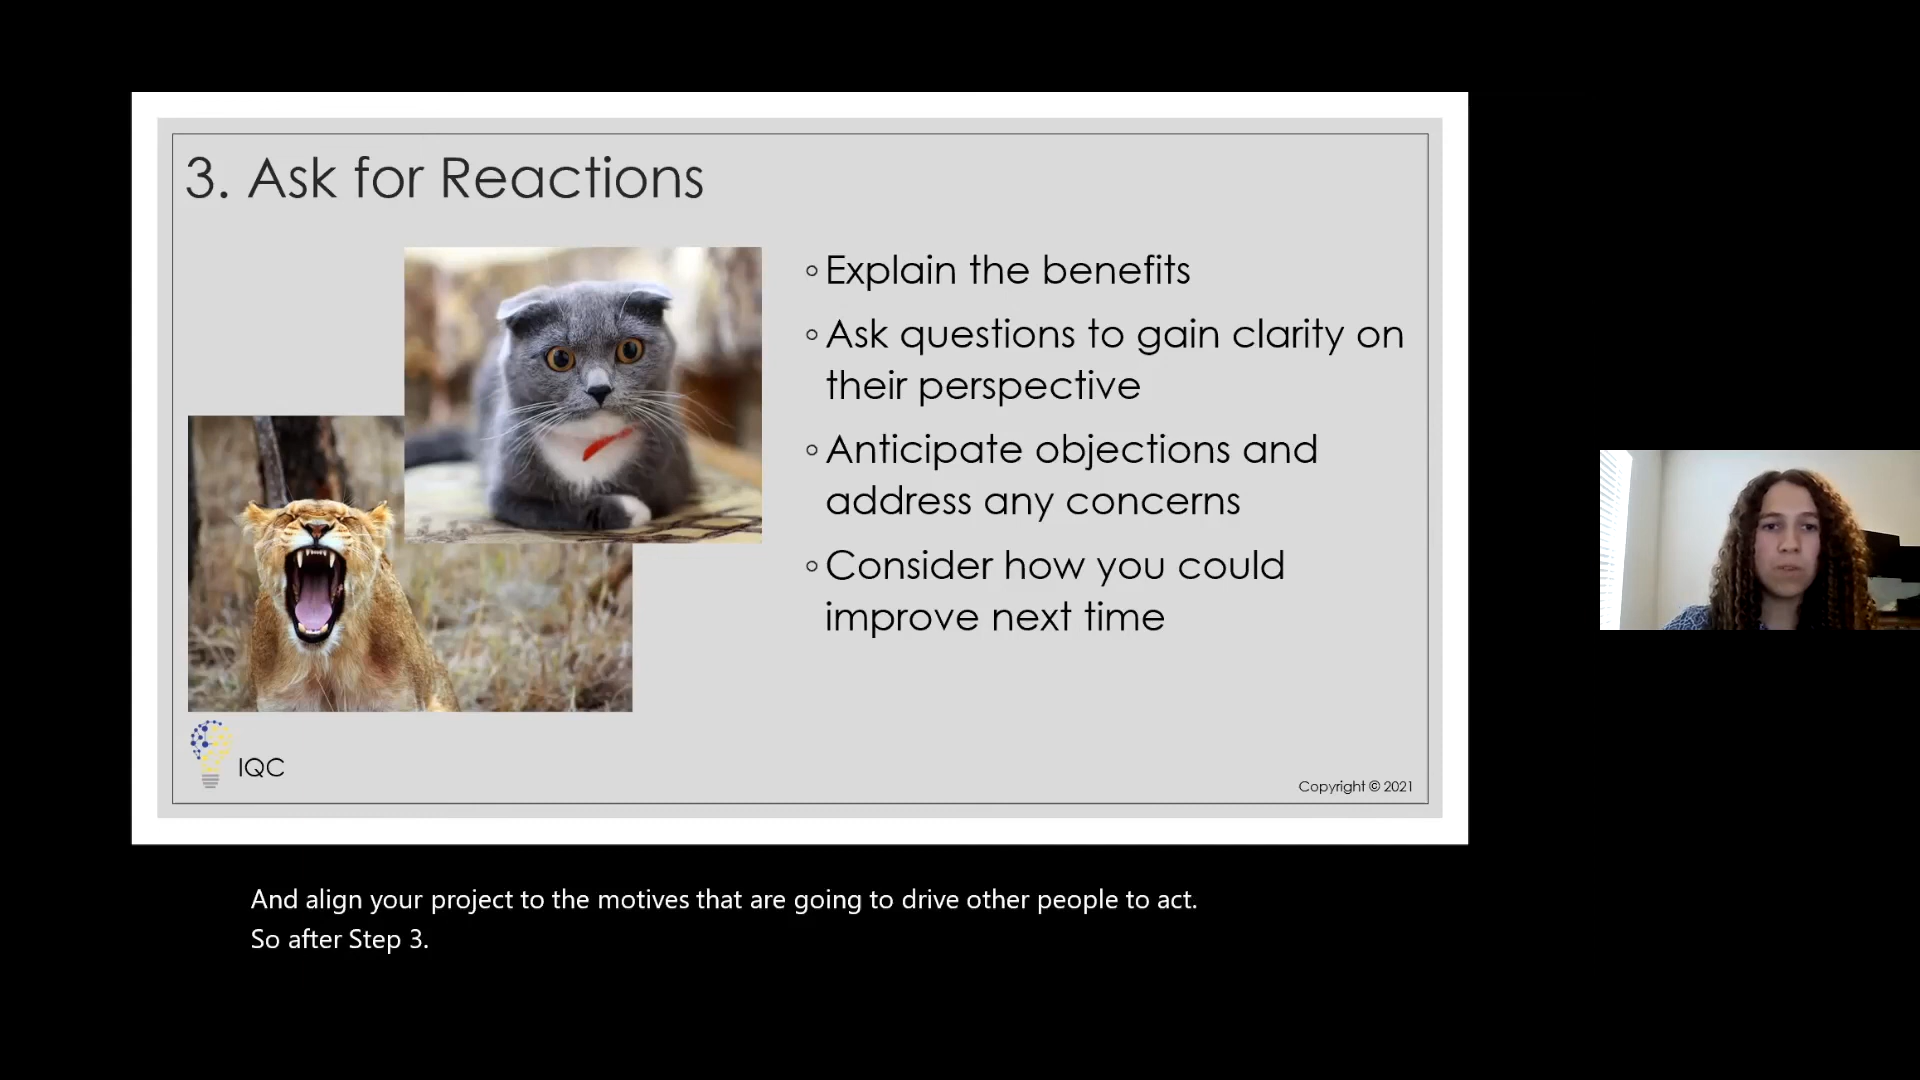 3. Ask for Reactions
◦Explain the benefits
◦Ask questions to gain clarity on
their perspective
◦Anticipate objections and
address any concerns
◦Consider how you could
improve next time
IQC
Copyright © 2021
And align your project to the motives that are going to drive other people to act.
So after Step 3.